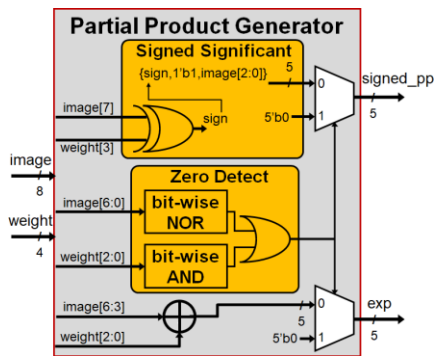 Partial Product Generator
Signed Significant
{sign,1'b1,image[2:0]}
5
0
signed_pp
5
image[7]
sign
5'b0
1
weight[3]
image
8
Zero Detect
image[6:0]
bit-wise
NOR
weight
4
weight[2:0]
bit-wise
AND
image[6:3]
5
0
exp
5
weight[2:0]
5'b0
1